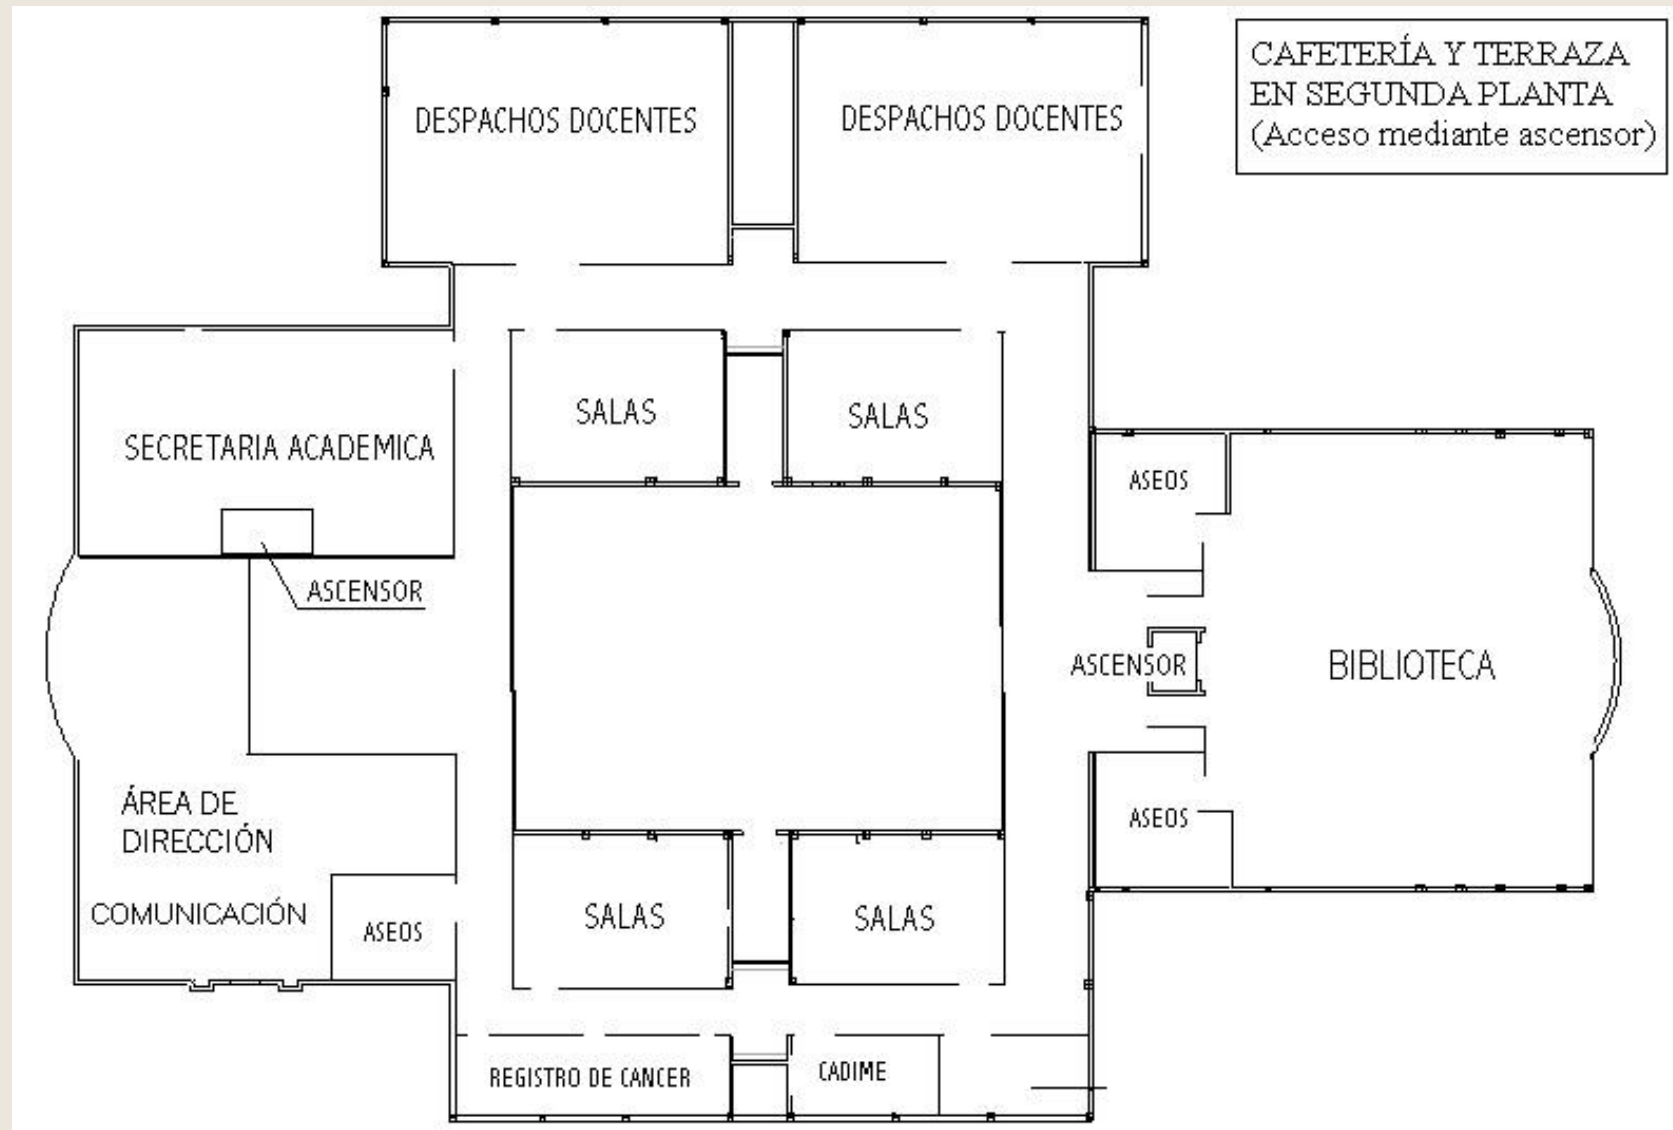 DESPACHOS DOCENTES
DESPACHOS DOCENTES
CAFETERÍA Y TERRAZA
EN SEGUNDA PLANTA
(Acceso mediante ascensor)
SALAS
SALAS
SECRETARIA ACADEMICA
ASEOS
ASCENSOR
ASCENSOR
BIBLIOTECA
ÁREA DE
DIRECCIÓN
ASEOS
COMUNICACIÓN
ASEOS
SALAS
SALAS
REGISTRO DE CANCER
CADIME